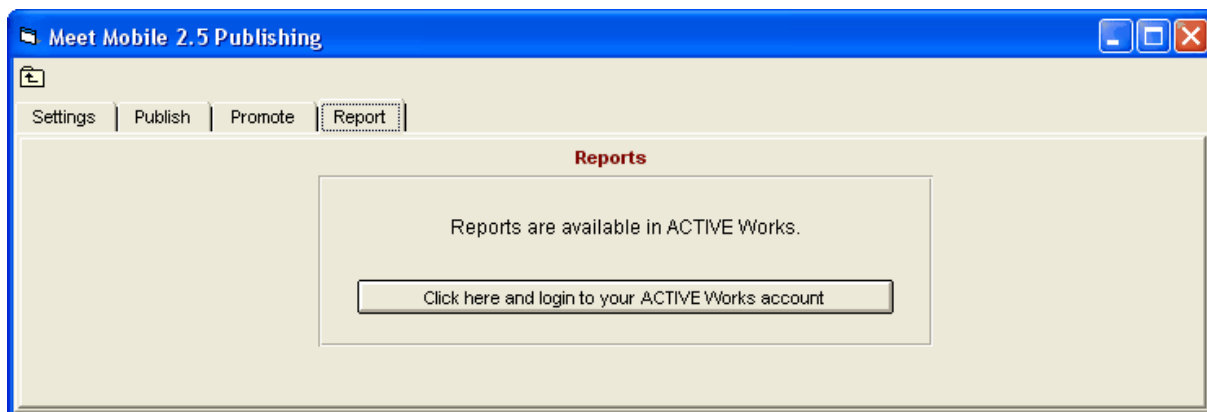 Meet Mobile 2.5 Publishing
Settings Publish Promote Report
Reports
Reports are available in ACTIVE Works.
Click here and login to your ACTIVE Works account